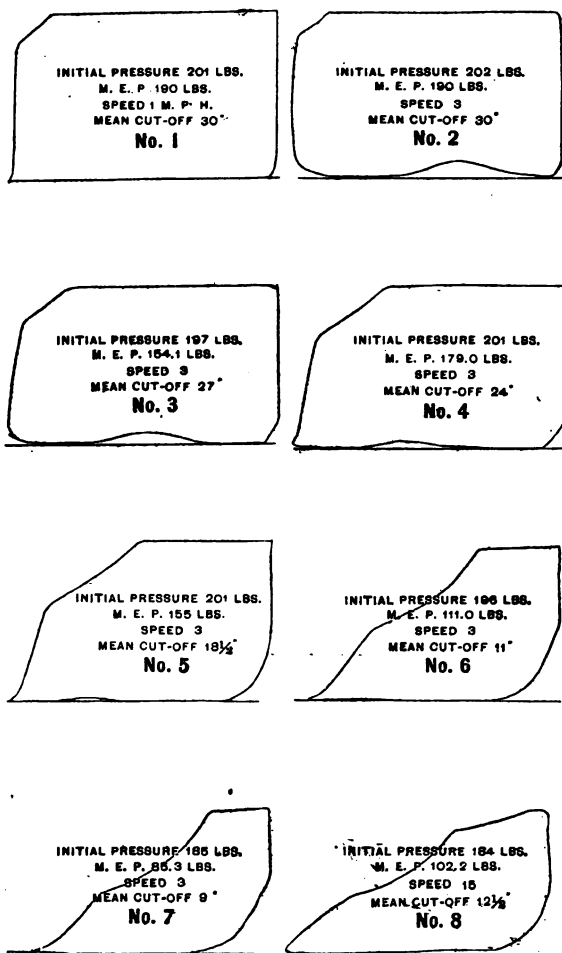 INITIAL PRESSURE 201 LBS.
M. E. P. 190 LBS.
SPEED 1 M. P. H.
MEAN CUT-OFF 30"
No. 1
INITIAL PRESSURE 202 LBS.
M. E. P. 190 LBS.
SPEED 3
MEAN CUT-OFF 30"
No. 2
INITIAL PRESSURE 197 LBS.
M. E. P. 154.1 LBS.
SPEED 3
MEAN CUT-OFF 27"
No. 3
INITIAL PRESSURE 201 LBS.
M. E. P. 179.0 LBS.
SPEED 3
MEAN CUT-OFF 24"
No. 4
INITIAL PRESSURE 201 LBS.
M. E. P. 155 LBS.
SPEED 3
MEAN CUT-OFF 18½"
No. 5
INITIAL PRESSURE 196 LBS.
M. E. P. 111.0 LBS.
SPEED 3
MEAN CUT-OFF 11"
No. 6
INITIAL PRESSURE 185 LBS.
M. E. P. 85.3 LBS.
SPEED 3
MEAN CUT-OFF 9"
No. 7
INITIAL PRESSURE 184 LBS.
M. E. P. 102.2 LBS.
SPEED 15
MEAN CUT-OFF 12½"
No. 8